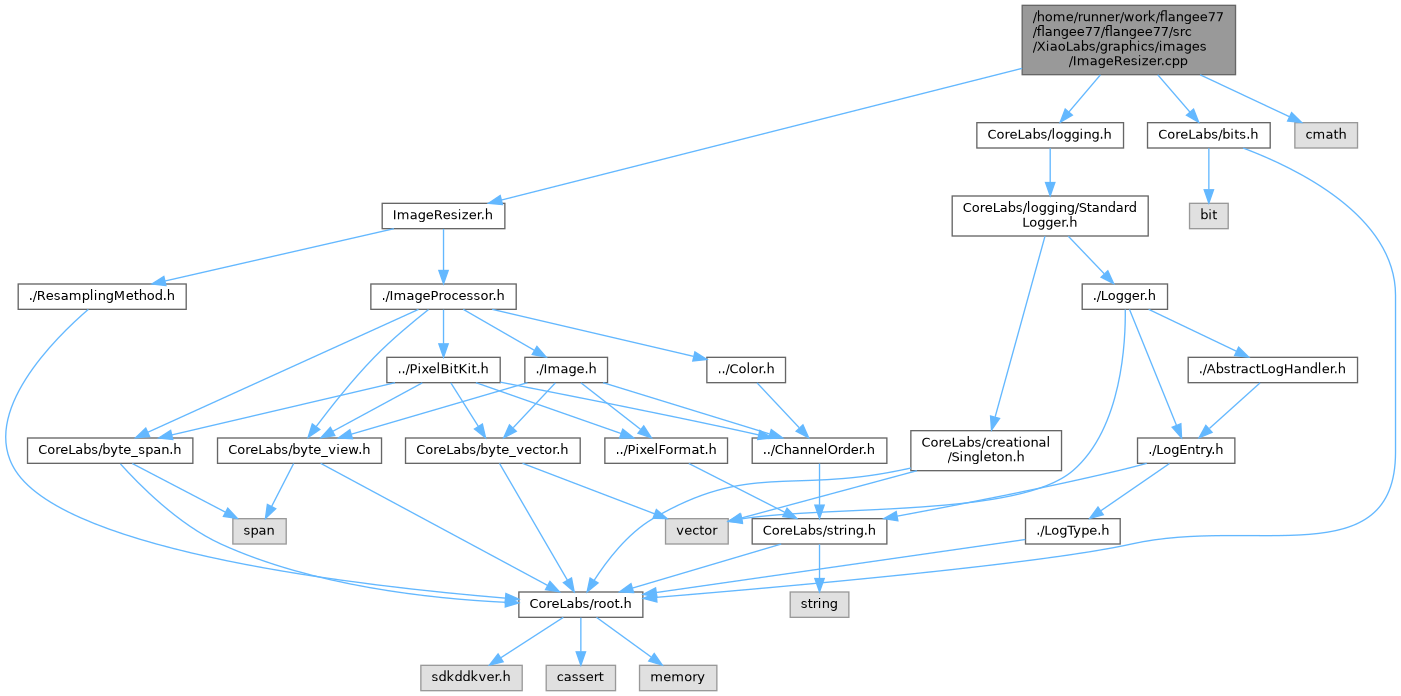 /home/runner/work/flangee77
/flangee77/flangee77/src
/XiaoLabs/graphics/images
/ImageResizer.cpp
CoreLabs/logging.h
CoreLabs/bits.h
cmath
ImageResizer.h
CoreLabs/logging/Standard
Logger.h
bit
./ResamplingMethod.h
./ImageProcessor.h
./Logger.h
../PixelBitKit.h
./Image.h
../Color.h
./AbstractLogHandler.h
CoreLabs/byte_span.h
CoreLabs/byte_view.h
CoreLabs/byte_vector.h
../PixelFormat.h
../ChannelOrder.h
CoreLabs/creational
/Singleton.h
./LogEntry.h
span
vector
CoreLabs/string.h
./LogType.h
CoreLabs/root.h
string
sdkddkver.h
cassert
memory